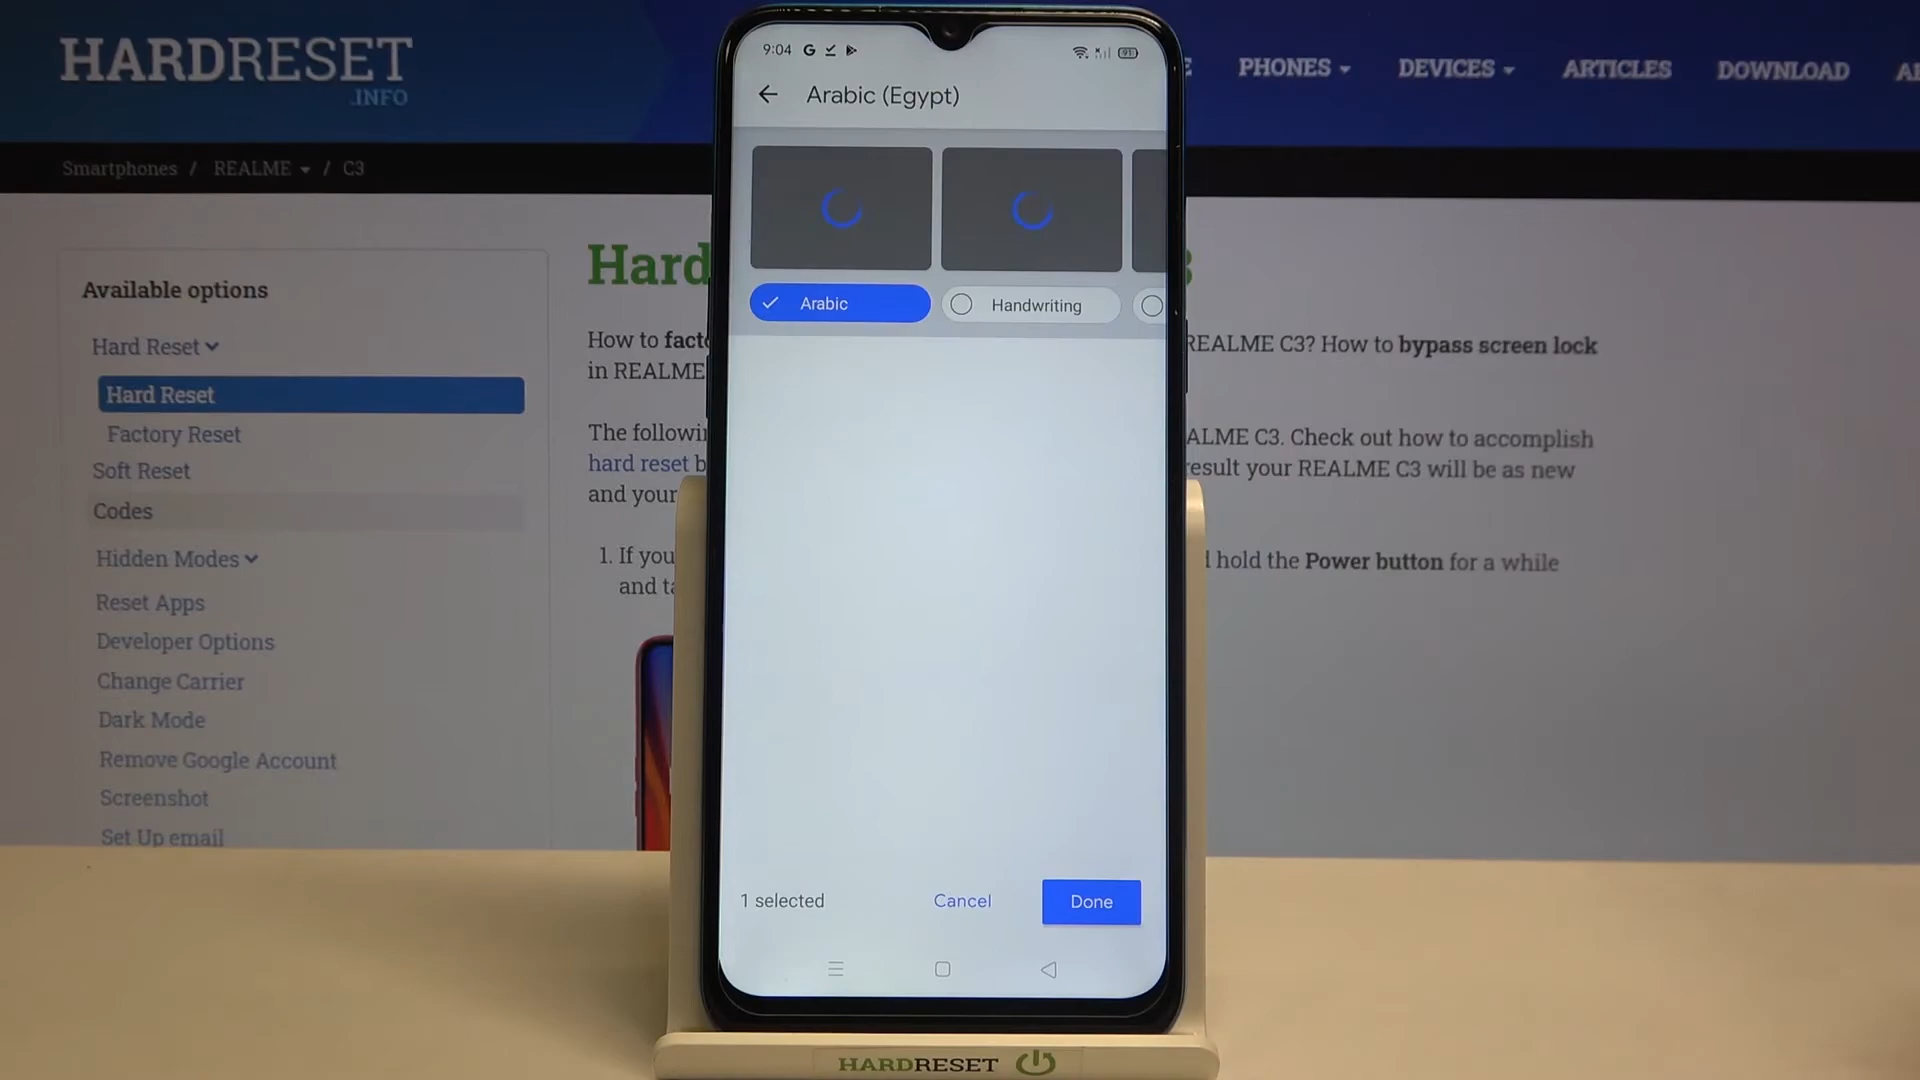 HARDRESET
.INFO
PHONES
DEVICES
ARTICLES
DOWNLOAD
Smartphones / REALME / C3
Available options
Hard Reset
Hard Reset
Factory Reset
Soft Reset
Codes
Hidden Modes
Reset Apps
Developer Options
Change Carrier
Dark Mode
Remove Google Account
Screenshot
Set Up email
Hard
How to
REALME C3? How to bypass screen lock
in REALME
The
C3. Check out how to accomplish
hard reset
your REALME C3 will be as new
and your
1. If you
hold the Power button for a while
and
9:04 G
91
Arabic (Egypt)
Arabic
Handwriting
1 selected
Cancel
Done
HARDRESET